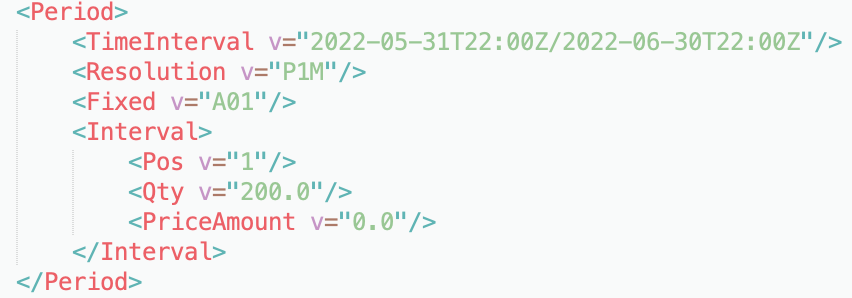 <Period>
<TimeInterval v="2022-05-31T22:00Z/2022-06-30T22:00Z"/>
<Resolution v="P1M"/>
<Fixed v="A01"/>
<Interval>
<Pos v="1"/>
<Qty v="200.0"/>
<PriceAmount v="0.0"/>
</Interval>
</Period>